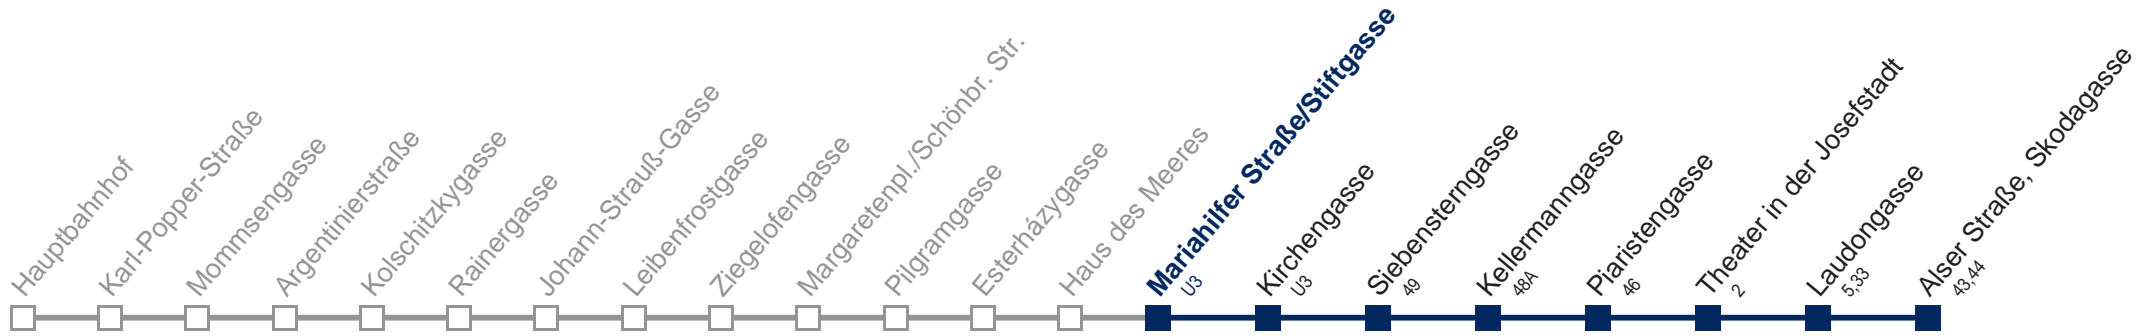 Hauptbahnhof
Karl-Popper-Straße
Mommsengasse
Argentinierstraße
Kolschitzkygasse
Rainergasse
Johann-Strauß-Gasse
Leibenfrostgasse
Ziegelofengasse
Margaretenpl./Schönbr. Str.
Pilgramgasse
Esterházygasse
Haus des Meeres
Mariahilfer Straße/Stiftgasse
U3
Kirchengasse
U3
Siebensterngasse
49
Kellermanngasse
48A
Piaristengasse
46
Theater in der Josefstadt
2
Laudongasse
5,33
Alser Straße, Skodagasse
43,44